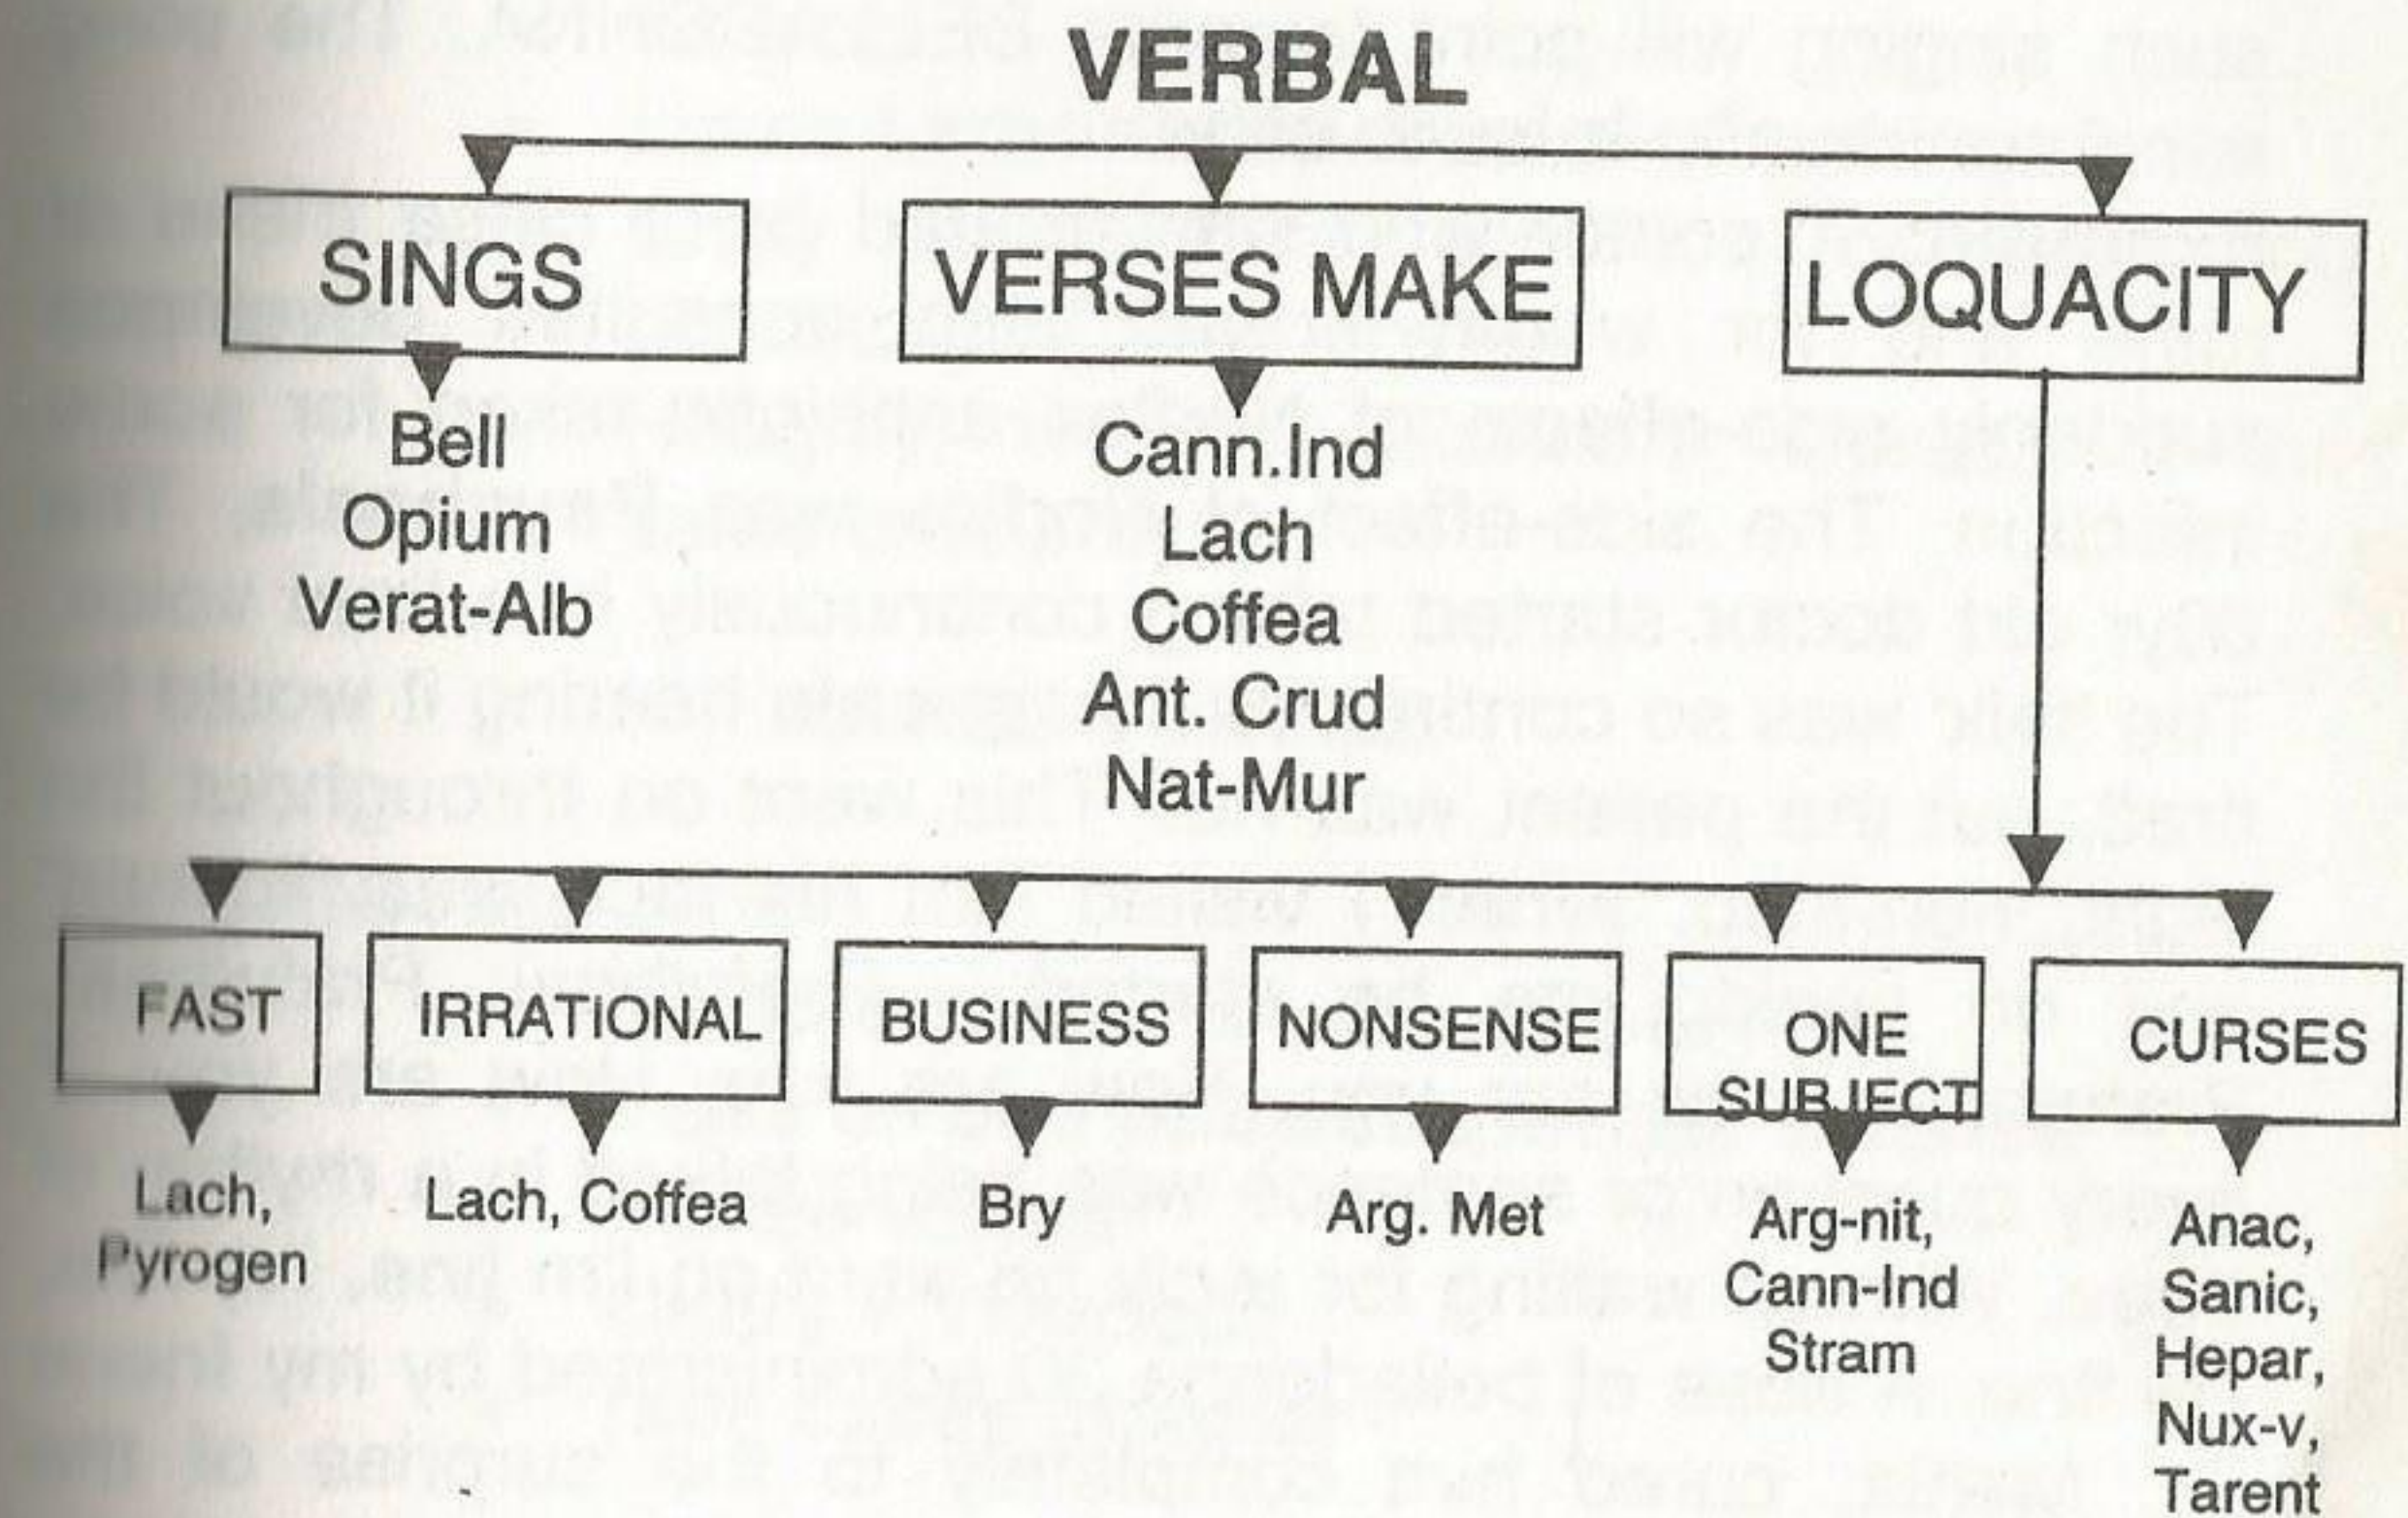 VERBAL
SINGS
VERSES MAKE
LOQUACITY
Bell
Opium
Verat-Alb
Cann.Ind
Lach
Coffea
Ant. Crud
Nat-Mur
FAST
IRRATIONAL
BUSINESS
NONSENSE
ONE
SUBJECT
CURSES
Lach,
Pyrogen
Lach, Coffea
Bry
Arg. Met
Arg-nit,
Cann-Ind
Stram
Anac,
Sanic,
Hepar,
Nux-v,
Tarent